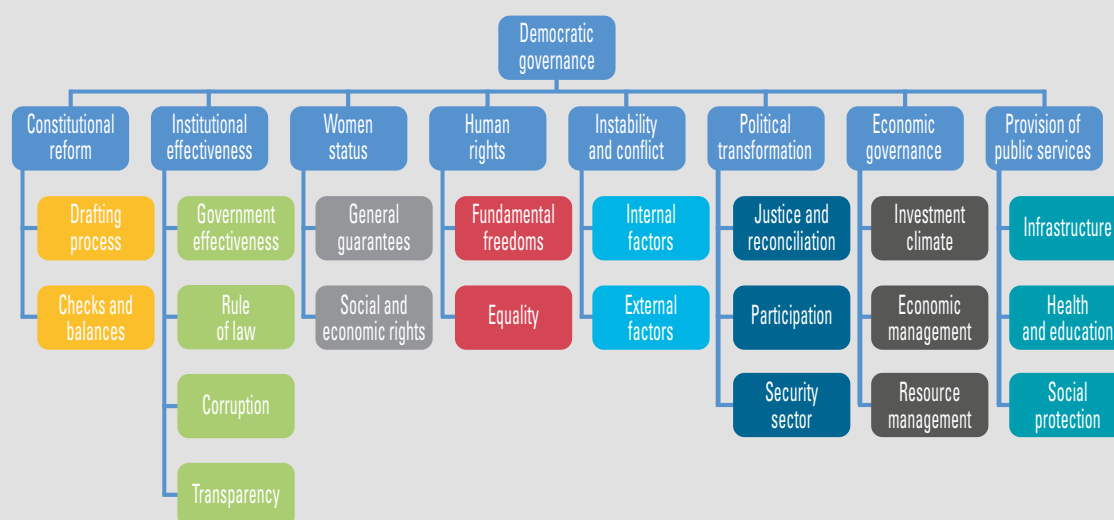 Democratic
governance
Constitutional
reform
Institutional
effectiveness
Women
status
Human
rights
Instability
and conflict
Political
transformation
Economic
governance
Provision of
public services
Drafting
process
Checks and
balances
Government
effectiveness
Rule
of law
Corruption
Transparency
General
guarantees
Social and
economic rights
Fundamental
freedoms
Equality
Internal
factors
External
factors
Justice and
reconciliation
Participation
Security
sector
Investment
climate
Economic
management
Resource
management
Infrastructure
Health
and education
Social
protection